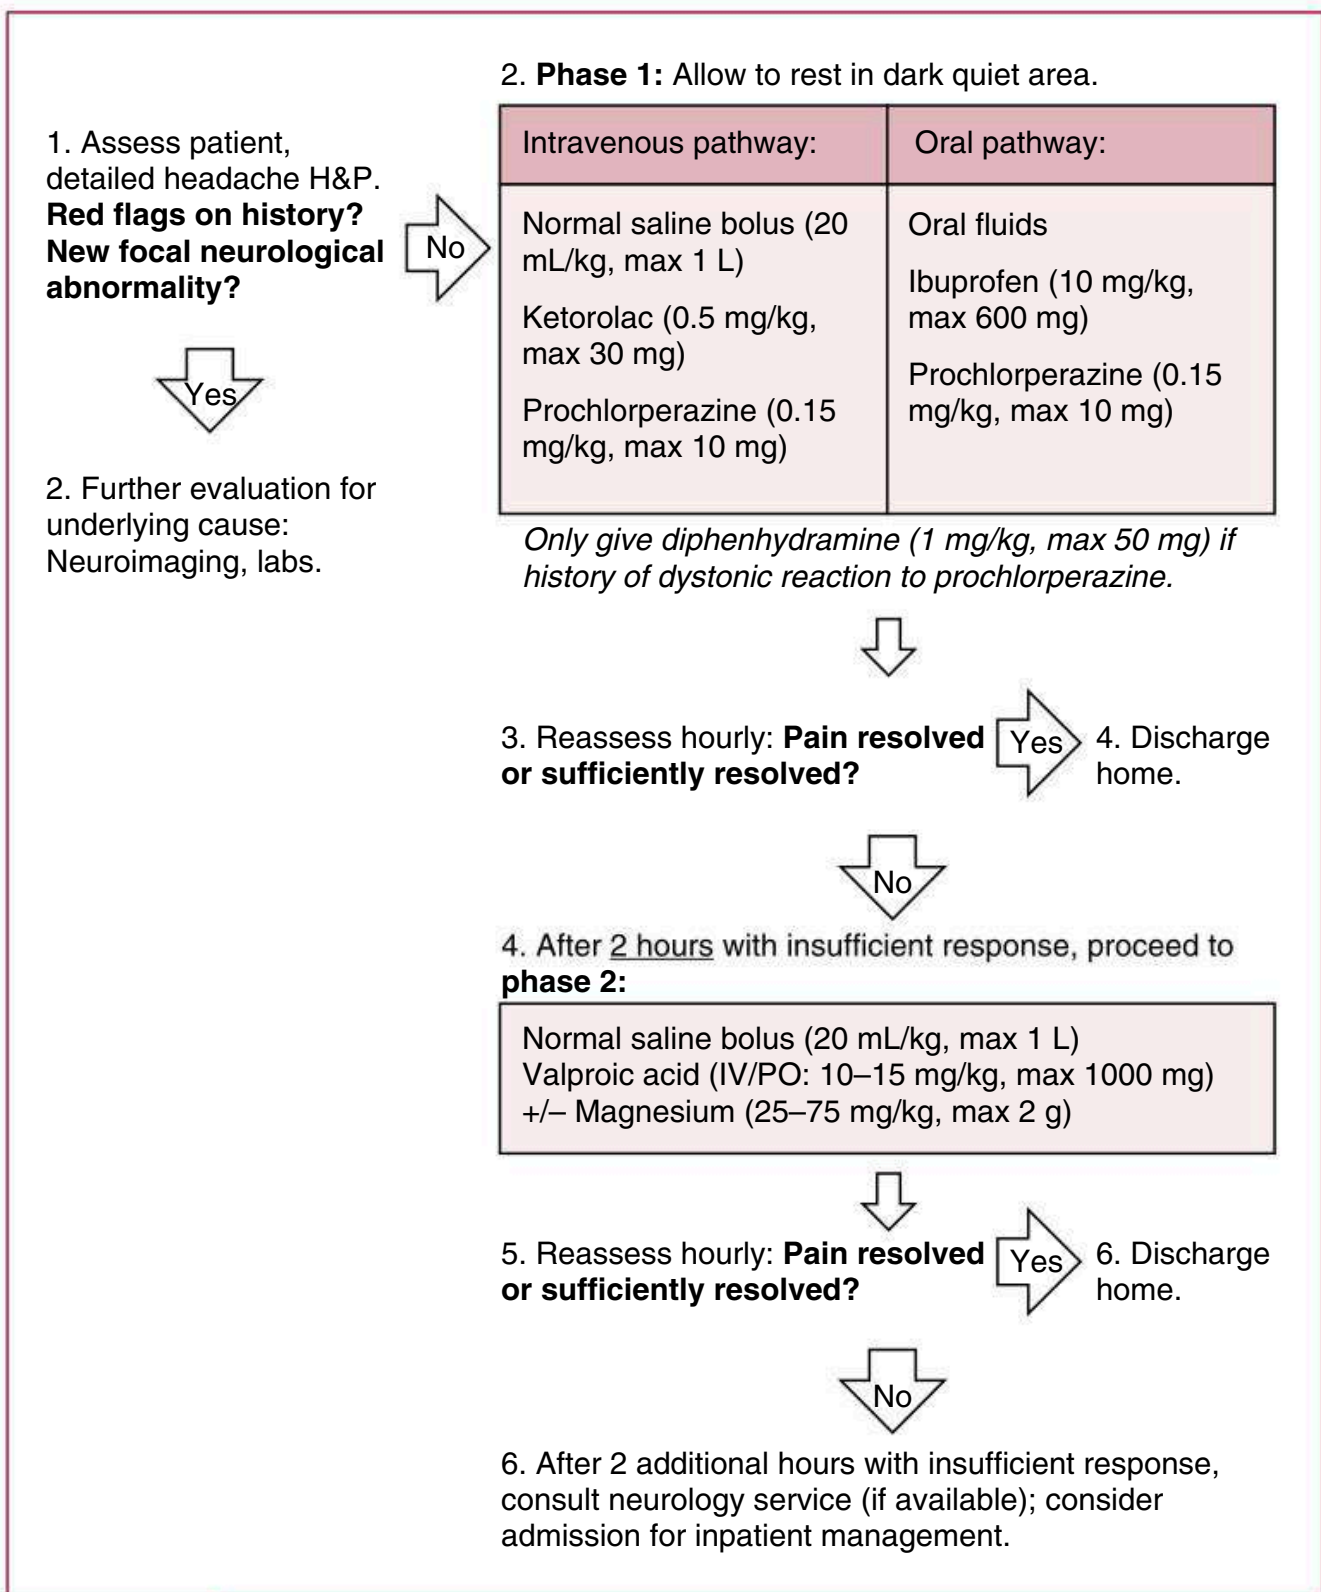 1. Assess patient,
detailed headache H&P.
Red flags on history?
New focal neurological
abnormality?
No
Yes
2. Further evaluation for
underlying cause:
Neuroimaging, labs.
2. Phase 1: Allow to rest in dark quiet area.
Intravenous pathway:
Normal saline bolus (20
mL/kg, max 1 L)
Ketorolac (0.5 mg/kg,
max 30 mg)
Prochlorperazine (0.15
mg/kg, max 10 mg)
Oral pathway:
Oral fluids
Ibuprofen (10 mg/kg,
max 600 mg)
Prochlorperazine (0.15
mg/kg, max 10 mg)
Only give diphenhydramine (1 mg/kg, max 50 mg) if
history of dystonic reaction to prochlorperazine.
3. Reassess hourly: Pain resolved
or sufficiently resolved?
Yes
4. Discharge
home.
No
4. After 2 hours with insufficient response, proceed to
phase 2:
Normal saline bolus (20 mL/kg, max 1 L)
Valproic acid (IV/PO: 10–15 mg/kg, max 1000 mg)
+/– Magnesium (25–75 mg/kg, max 2 g)
5. Reassess hourly: Pain resolved
or sufficiently resolved?
Yes
6. Discharge
home.
No
6. After 2 additional hours with insufficient response,
consult neurology service (if available); consider
admission for inpatient management.